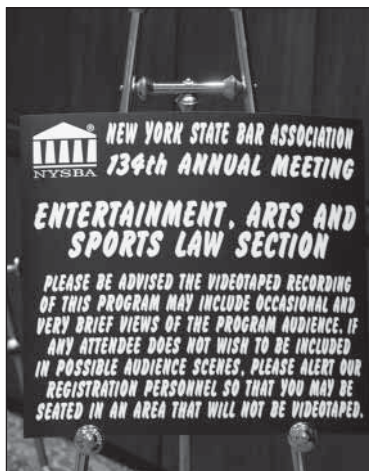 NEW YORK STATE BAR ASSOCIATION
134th ANNUAL MEETING
NYSBA
ENTERTAINMENT, ARTS AND
SPORTS LAW SECTION
PLEASE BE ADVISED THE VIDEOTAPED RECORDING
OF THIS PROGRAM MAY INCLUDE OCCASIONAL AND
VERY BRIEF VIEWS OF THE PROGRAM AUDIENCE. IF
ANY ATTENDEE DOES NOT WISH TO BE INCLUDED
IN POSSIBLE AUDIENCE SCENES, PLEASE ALERT OUR
REGISTRATION PERSONNEL SO THAT YOU MAY BE
SEATED IN AN AREA THAT WILL NOT BE VIDEOTAPED.